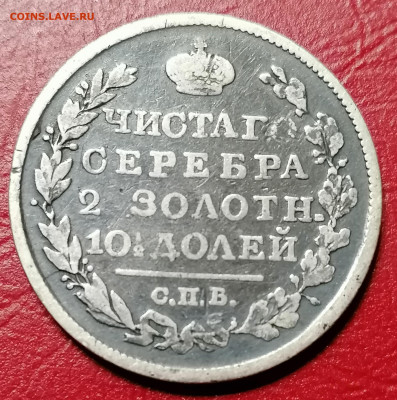 COINS.LAVE.RU
ЧИСТАГО
СЕРЕБРА
2 ЗОЛОТН.
10½ ДОЛЕЙ
С.П.Б.